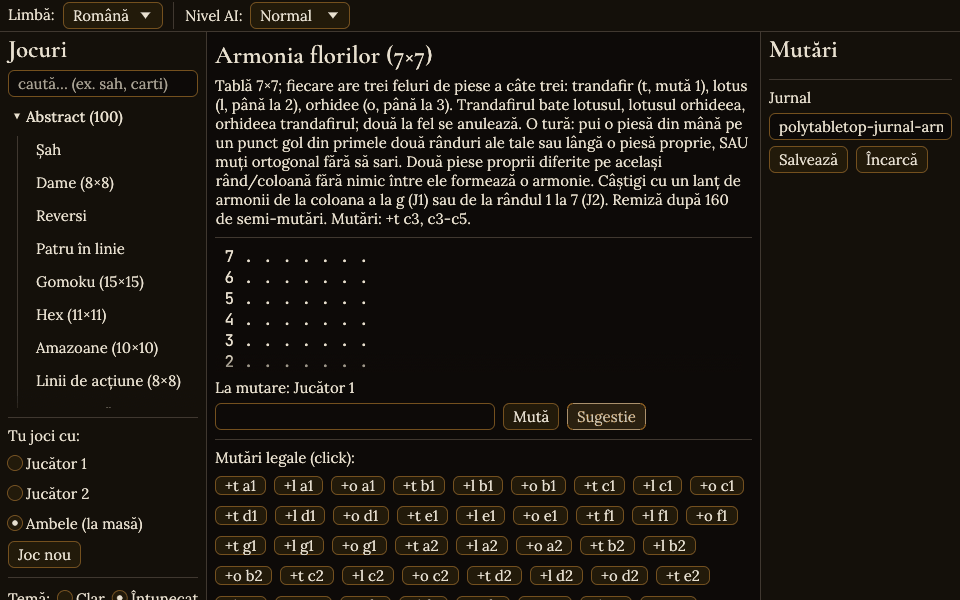 Limbă: Română ▼ Nivel AI: Normal ▼
Jocuri
caută... (ex. sah, carti)
▼ Abstract (100)
Șah
Dame (8×8)
Reversi
Patru în linie
Gomoku (15×15)
Hex (11×11)
Amazoane (10×10)
Linii de acțiune (8×8)
Tu joci cu:
Jucător 1
Jucător 2
Ambele (la masă)
Joc nou
Temă: Clar Întunecat
Armonia florilor (7×7)
Tablă 7×7; fiecare are trei feluri de piese a câte trei: trandafir (t, mută 1), lotus
(l, până la 2), orhidee (o, până la 3). Trandafirul bate lotusul, lotusul orhideea,
orhideea trandafirul; două la fel se anulează. O tură: pui o piesă din mână pe
un punct gol din primele două rânduri ale tale sau lângă o piesă proprie, SAU
muți ortogonal fără să sari. Două piese proprii diferite pe același
rând/coloană fără nimic între ele formează o armonie. Câștigi cu un lanț de
armonii de la coloana a la g (J1) sau de la rândul 1 la 7 (J2). Remiză după 160
de semi-mutări. Mutări: +t c3, c3-c5.
7 . . . . . . .
6 . . . . . . .
5 . . . . . . .
4 . . . . . . .
3 . . . . . . .
2 . . . . . . .
La mutare: Jucător 1
Mută Sugestie
Mutări legale (click):
+t a1 +l a1 +o a1 +t b1 +l b1 +o b1 +t c1 +l c1 +o c1
+t d1 +l d1 +o d1 +t e1 +l e1 +o e1 +t f1 +l f1 +o f1
+t g1 +l g1 +o g1 +t a2 +l a2 +o a2 +t b2 +l b2
+o b2 +t c2 +l c2 +o c2 +t d2 +l d2 +o d2 +t e2
Mutări
Jurnal
polytabletop-jurnal-arm
Salvează Încarcă